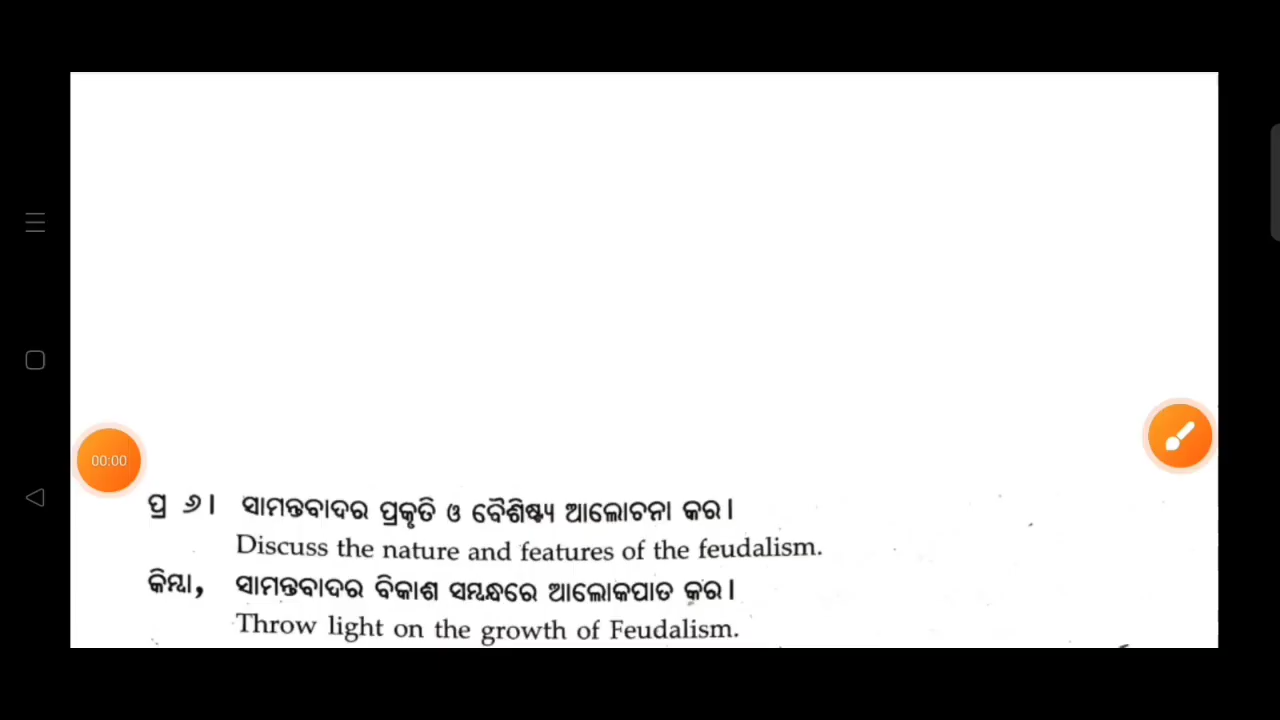 00:00
ପ୍ର ୬। ସାମନ୍ତବାଦର ପ୍ରକୃତି ଓ ବୈଶିଷ୍ଟ୍ୟ ଆଲୋଚନା କର।
Discuss the nature and features of the feudalism.
କିମ୍ବା, ସାମନ୍ତବାଦର ବିକାଶ ସମ୍ବନ୍ଧରେ ଆଲୋକପାତ କର।
Throw light on the growth of Feudalism.